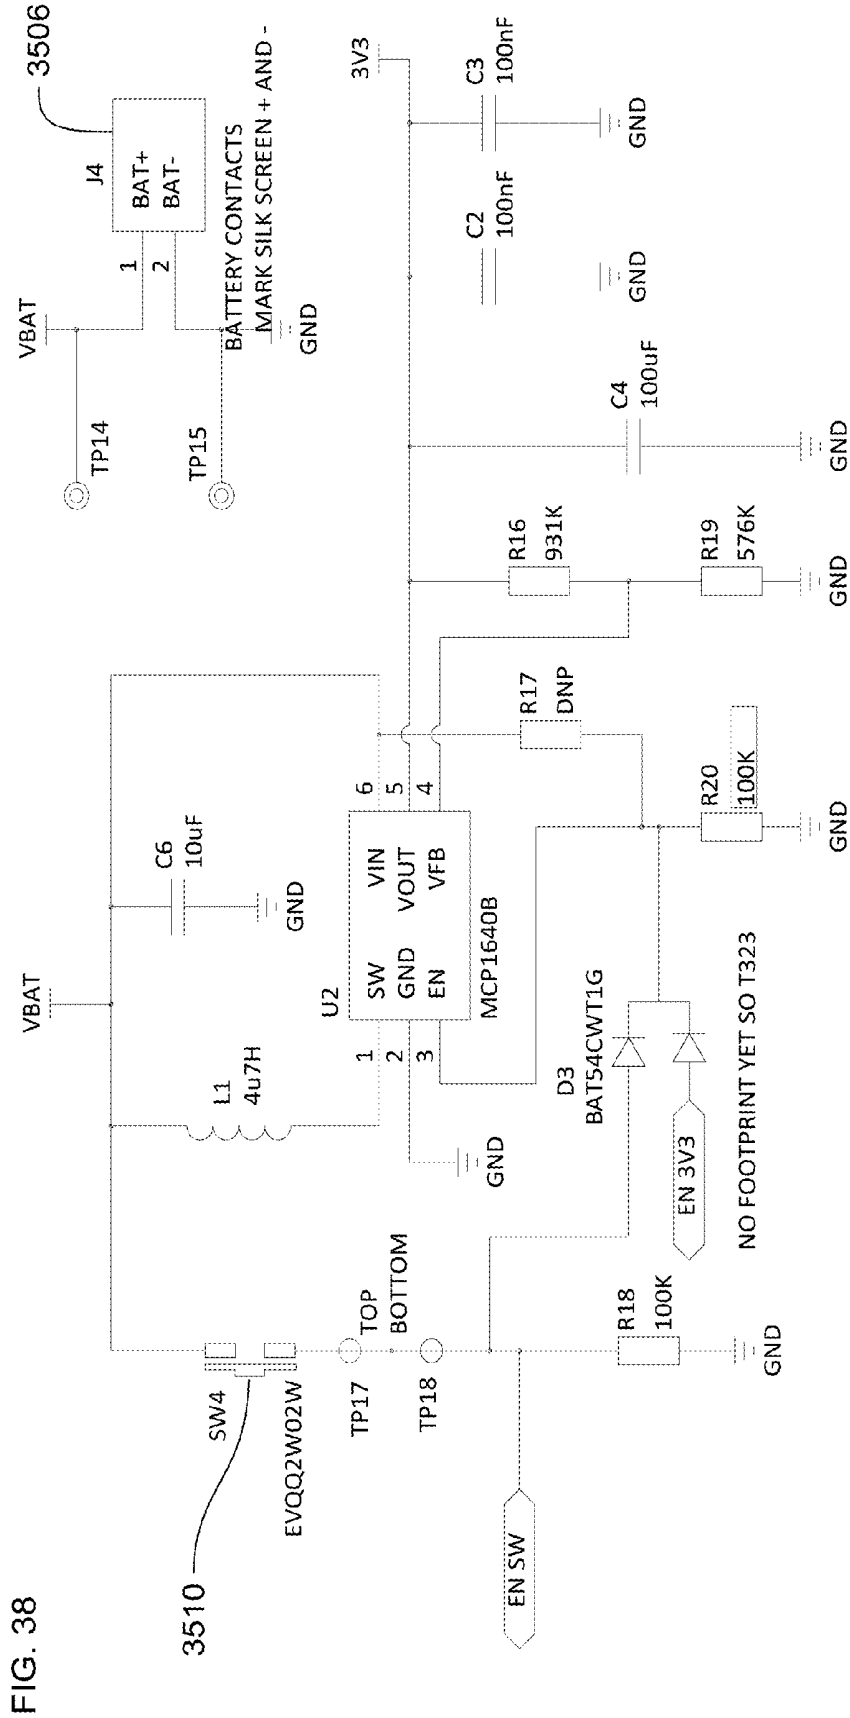 FIG. 38
3510
SW4
EVQQ2W02W
TP17
TOP
BOTTOM
TP18
EN SW
R18
100K
GND
VBAT
L1
4u7H
C6
10uF
GND
U2
SW
GND
EN
VIN
VOUT
VFB
1
2
3
6
5
4
MCP1640B
GND
D3
BAT54CWT1G
EN 3V3
NO FOOTPRINT YET SO T323
R17
DNP
R20
100K
GND
R16
931K
R19
576K
GND
C4
100uF
GND
C2
100nF
GND
C3
100nF
GND
3V3
VBAT
TP14
TP15
1
2
J4
BAT+
BAT-
3506
BATTERY CONTACTS
MARK SILK SCREEN + AND -
GND